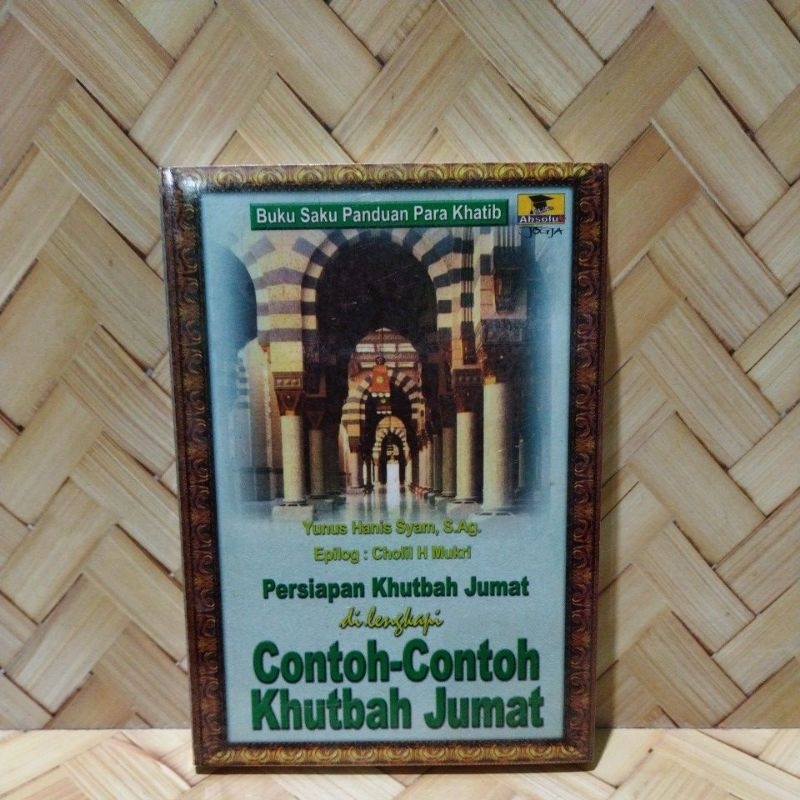 Buku Saku Panduan Para Khatib
Absolut
JOGJA
Yunus Hanis Syam, S.Ag.
Epilog : Cholil H Mukri
Persiapan Khutbah Jumat
di lengkapi
Contoh-Contoh
Khutbah Jumat